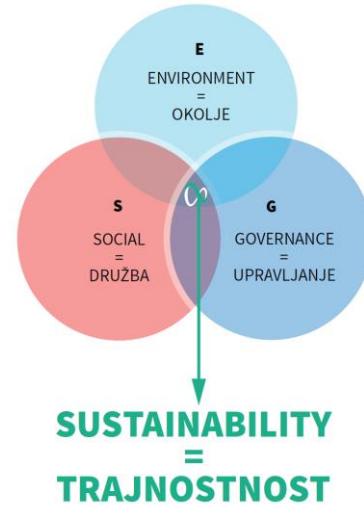 E
ENVIRONMENT
=
OKOLJE
S
SOCIAL
=
DRUŽBA
G
GOVERNANCE
=
UPRAVLJANJE
SUSTAINABILITY
=
TRAJNOSTNOST